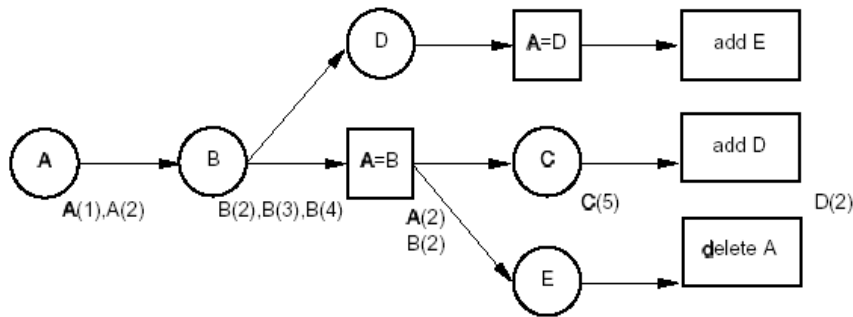 D
A=D
add E
A
B
A=B
C
add D
A(1),A(2)
B(2),B(3),B(4)
A(2)
B(2)
C(5)
D(2)
E
delete A